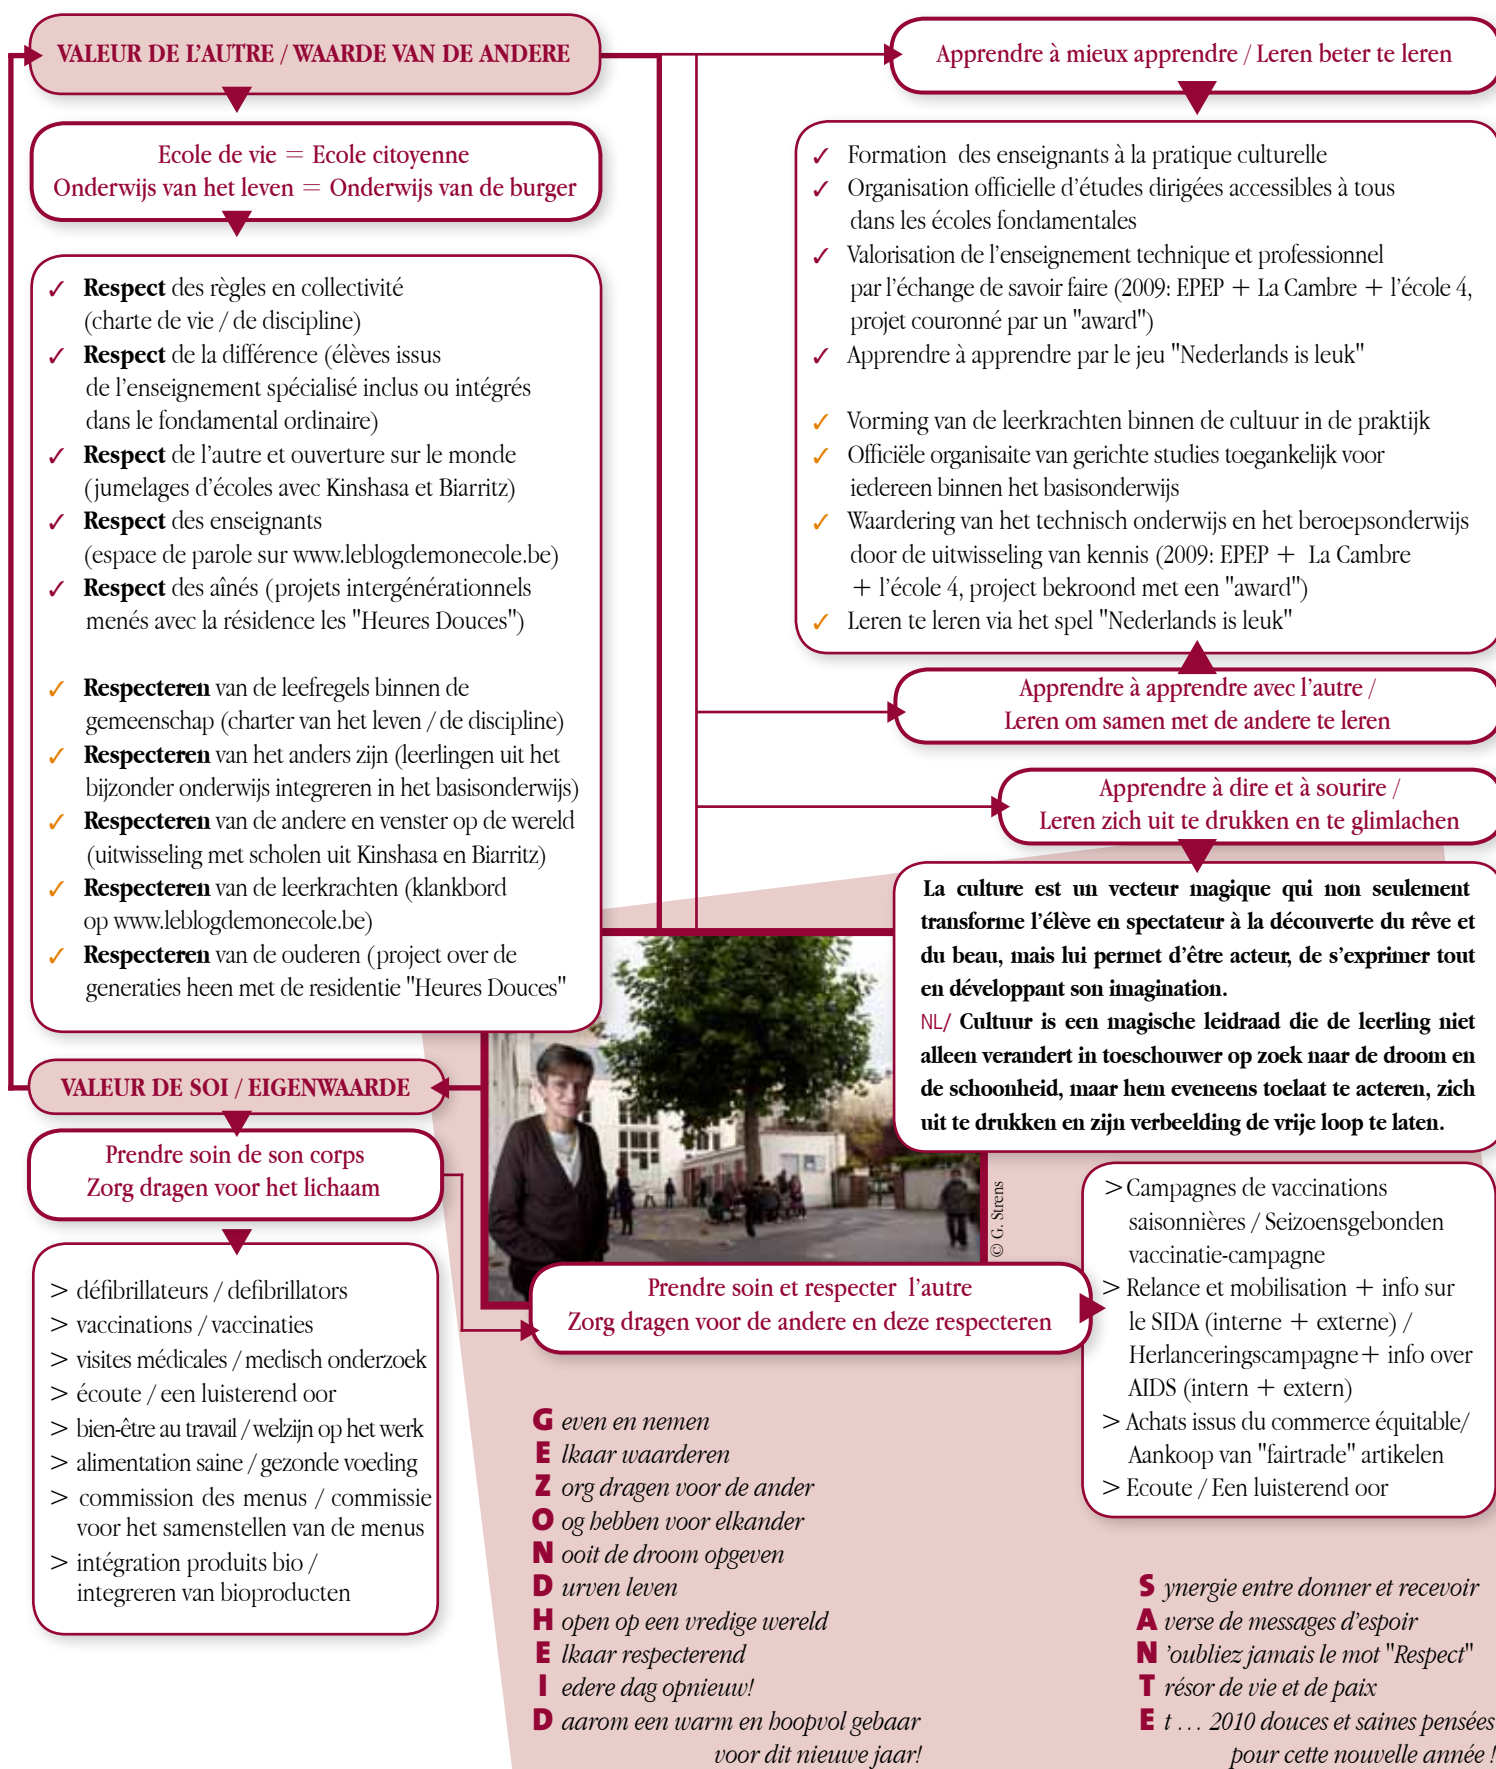 VALEUR DE L'AUTRE / WAARDE VAN DE ANDERE
Ecole de vie = Ecole citoyenne
Onderwijs van het leven = Onderwijs van de burger
✓ Respect des règles en collectivité
(charte de vie / de discipline)
✓ Respect de la différence (élèves issus
de l'enseignement spécialisé inclus ou intégrés
dans le fondamental ordinaire)
✓ Respect de l'autre et ouverture sur le monde
(jumelages d'écoles avec Kinshasa et Biarritz)
✓ Respect des enseignants
(espace de parole sur www.leblogdemonecole.be)
✓ Respect des aînés (projets intergénérationnels
menés avec la résidence les "Heures Douces")
✓ Respecteren van de leefregels binnen de
gemeenschap (charter van het leven / de discipline)
✓ Respecteren van het anders zijn (leerlingen uit het
bijzonder onderwijs integreren in het basisonderwijs)
✓ Respecteren van de andere en venster op de wereld
(uitwisseling met scholen uit Kinshasa en Biarritz)
✓ Respecteren van de leerkrachten (klankbord
op www.leblogdemonecole.be)
✓ Respecteren van de ouderen (project over de
generaties heen met de residentie "Heures Douces"
Apprendre à mieux apprendre / Leren beter te leren
✓ Formation des enseignants à la pratique culturelle
✓ Organisation officielle d'études dirigées accessibles à tous
dans les écoles fondamentales
✓ Valorisation de l'enseignement technique et professionnel
par l'échange de savoir faire (2009: EPEP + La Cambre + l'école 4,
projet couronné par un "award")
✓ Apprendre à apprendre par le jeu "Nederlands is leuk"
✓ Vorming van de leerkrachten binnen de cultuur in de praktijk
✓ Officiële organisaite van gerichte studies toegankelijk voor
iedereen binnen het basisonderwijs
✓ Waardering van het technisch onderwijs en het beroepsonderwijs
door de uitwisseling van kennis (2009: EPEP + La Cambre
+ l'école 4, project bekroond met een "award")
✓ Leren te leren via het spel "Nederlands is leuk"
Apprendre à apprendre avec l'autre /
Leren om samen met de andere te leren
Apprendre à dire et à sourire /
Leren zich uit te drukken en te glimlachen
La culture est un vecteur magique qui non seulement
transforme l'élève en spectateur à la découverte du rêve et
du beau, mais lui permet d'être acteur, de s'exprimer tout
en développant son imagination.
NL/ Cultuur is een magische leidraad die de leerling niet
alleen verandert in toeschouwer op zoek naar de droom en
de schoonheid, maar hem eveneens toelaat te acteren, zich
uit te drukken en zijn verbeelding de vrije loop te laten.
VALEUR DE SOI / EIGENWAARDE
Prendre soin de son corps
Zorg dragen voor het lichaam
> défibrillateurs / defibrillators
> vaccinations / vaccinaties
> visites médicales / medisch onderzoek
> écoute / een luisterend oor
> bien-être au travail / welzijn op het werk
> alimentation saine / gezonde voeding
> commission des menus / commissie
voor het samenstellen van de menus
> intégration produits bio /
integreren van bioproducten
© G. Strens
Prendre soin et respecter l'autre
Zorg dragen voor de andere en deze respecteren
> Campagnes de vaccinations
saisonnières / Seizoensgebonden
vaccinatie-campagne
> Relance et mobilisation + info sur
le SIDA (interne + externe) /
Herlanceringscampagne+ info over
AIDS (intern + extern)
> Achats issus du commerce équitable/
Aankoop van "fairtrade" artikelen
> Ecoute / Een luisterend oor
G even en nemen
E lkaar waarderen
Z org dragen voor de ander
O og hebben voor elkander
N ooit de droom opgeven
D urven leven
H open op een vredige wereld
E lkaar respecterend
I edere dag opnieuw!
D aarom een warm en hoopvol gebaar
voor dit nieuwe jaar!
S ynergie entre donner et recevoir
A verse de messages d'espoir
N 'oubliez jamais le mot "Respect"
T résor de vie et de paix
E t … 2010 douces et saines pensées
pour cette nouvelle année !